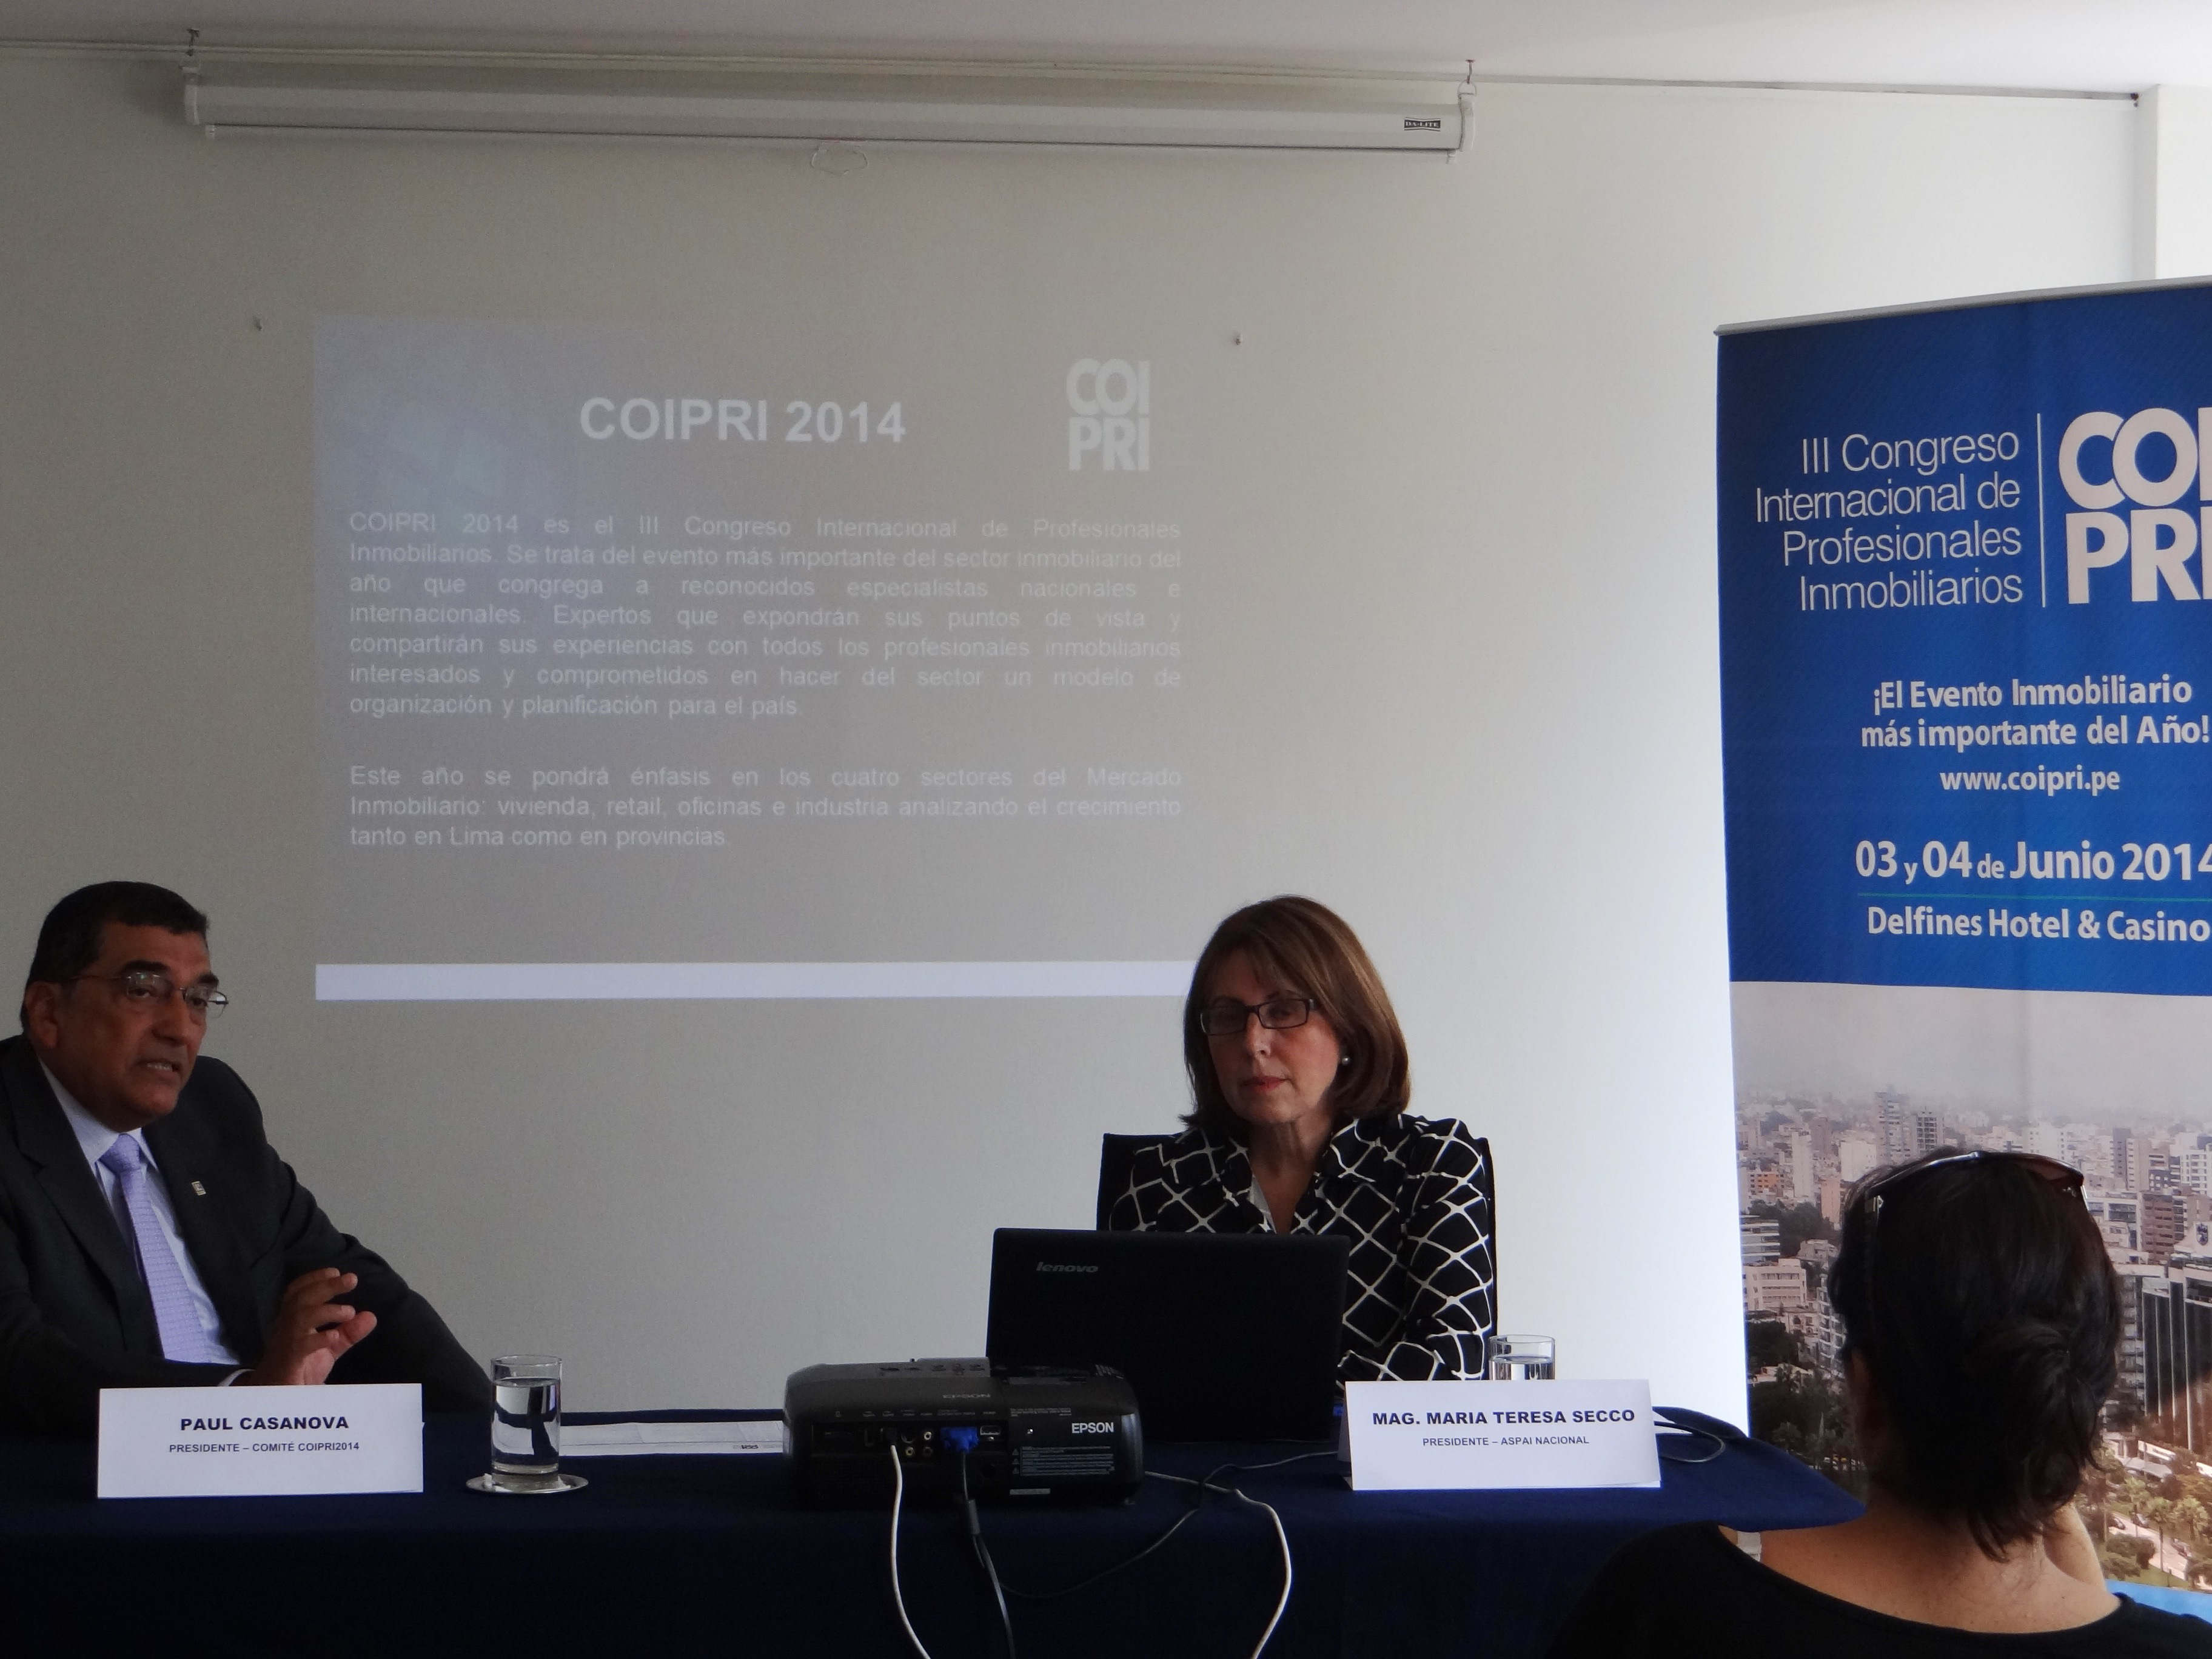 DA-LITE
COIPRI 2014
COI
PRI
COIPRI 2014 es el III Congreso Internacional de Profesionales
Inmobiliarios. Se trata del evento más importante del sector inmobiliario del
año que congrega a reconocidos especialistas nacionales e
internacionales. Expertos que expondrán sus puntos de vista y
compartirán sus experiencias con todos los profesionales inmobiliarios
interesados y comprometidos en hacer del sector un modelo de
organización y planificación para el país.
Este año se pondrá énfasis en los cuatro sectores del Mercado
Inmobiliario: vivienda, retail, oficinas e industria analizando el crecimiento
tanto en Lima como en provincias.
III Congreso
Internacional de
Profesionales
Inmobiliarios
COI
PRI
¡El Evento Inmobiliario
más importante del Año!
www.coipri.pe
03 y 04 de Junio 2014
Delfines Hotel & Casino
lenovo
EPSON
EPSON
PAUL CASANOVA
PRESIDENTE – COMITÉ COIPRI2014
MAG. MARIA TERESA SECCO
PRESIDENTE – ASPAI NACIONAL